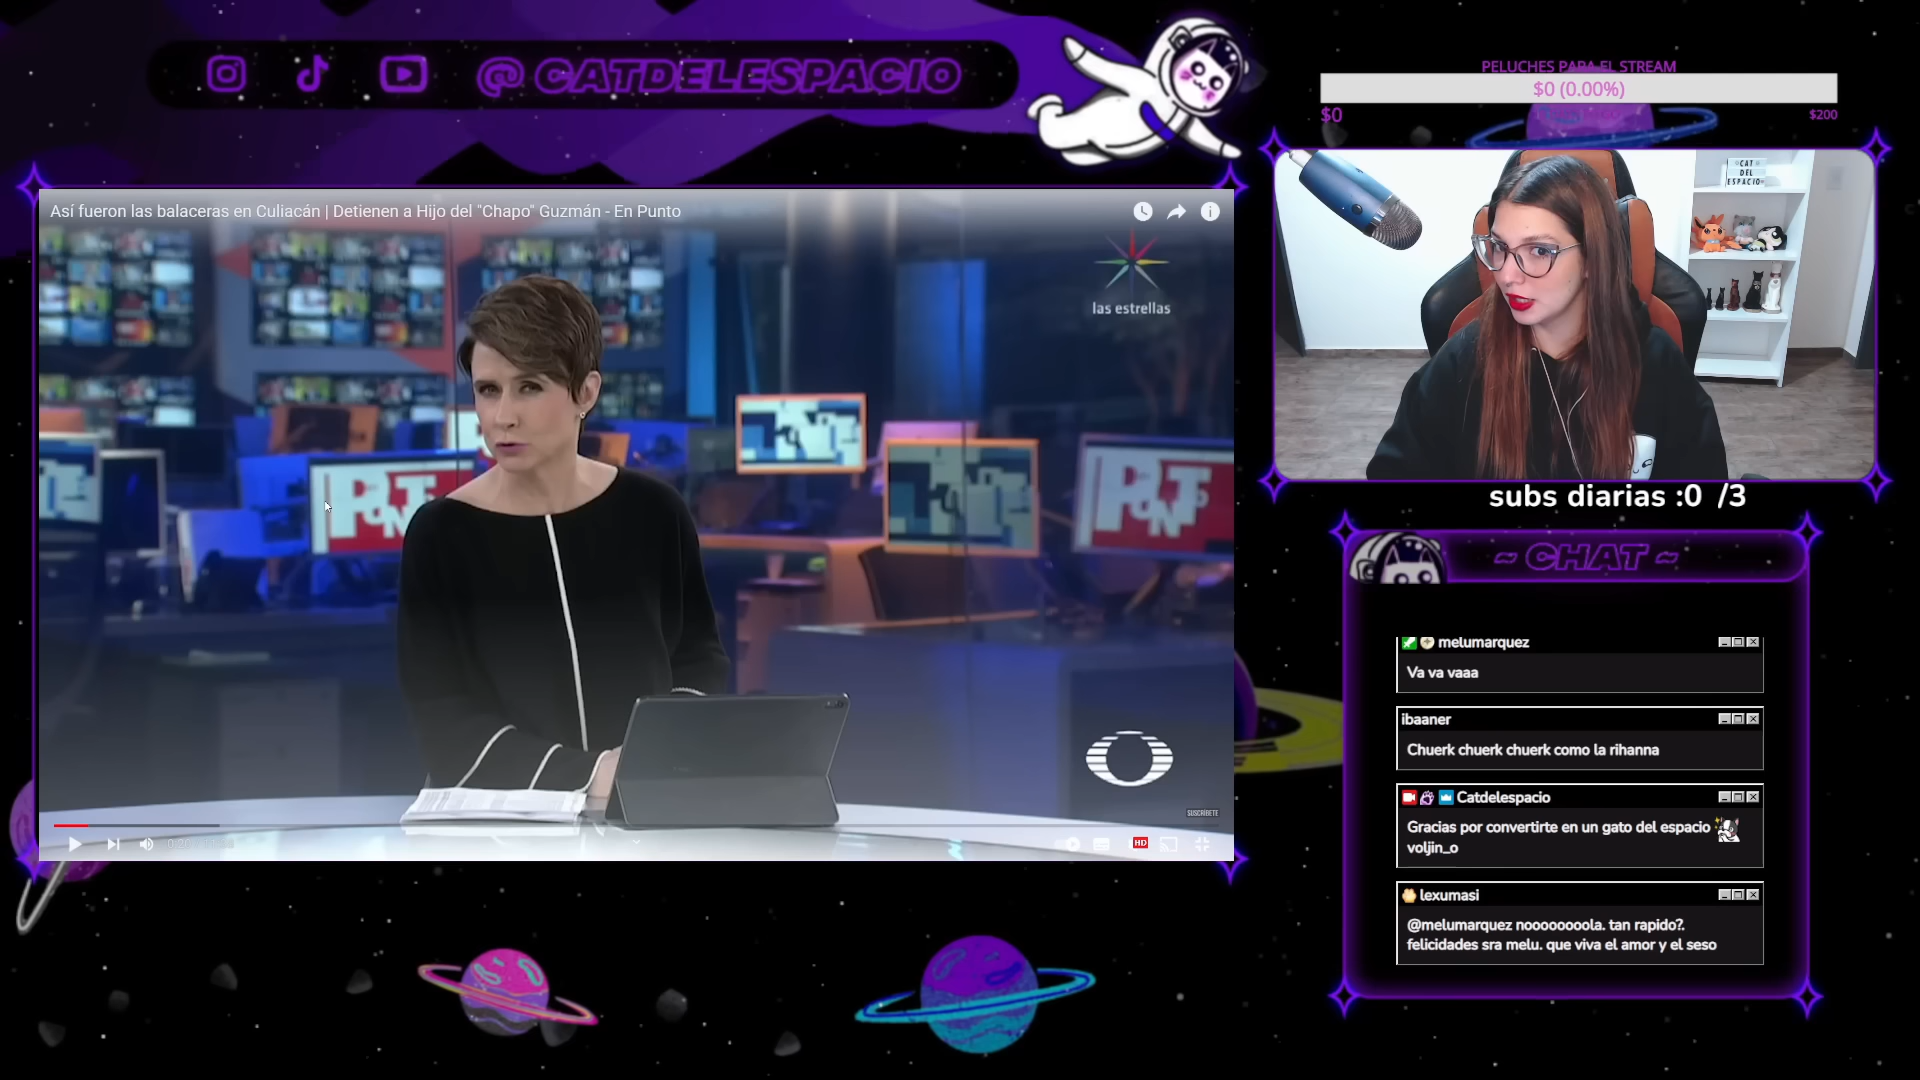 @CATDELESPACIO
PELUCHES PARA EL STREAM
$0 (0.00%)
$0
$200
Así fueron las balaceras en Culiacán | Detienen a Hijo del "Chapo" Guzmán - En Punto
las estrellas
PUNTO
SUSCRÍBETE
HD
CAT
DEL
ESPACIO
subs diarias :0 /3
~ CHAT ~
melumarquez
Va va vaaa
ibaaner
Chuerk chuerk chuerk como la rihanna
Catdelespacio
Gracias por convertirte en un gato del espacio
voljin_o
lexumasi
@melumarquez noooooooola. tan rapido?.
felicidades sra melu. que viva el amor y el seso